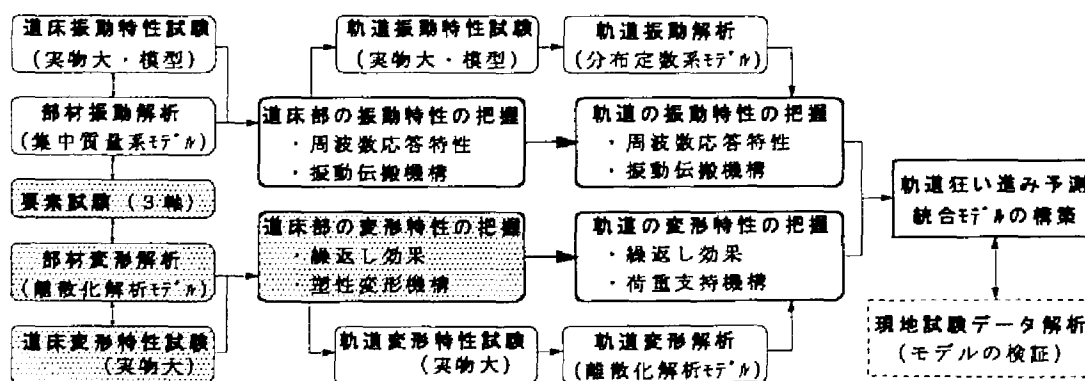 道床振動特性試験
(実物大・模型)
部材振動解析
(集中質量系ﾓﾃﾞﾙ)
要素試験 (3軸)
部材変形解析
(離散化解析ﾓﾃﾞﾙ)
道床変形特性試験
(実物大)
軌道振動特性試験
(実物大・模型)
軌道振動解析
(分布定数系ﾓﾃﾞﾙ)
道床部の振動特性の把握
・周波数応答特性
・振動伝搬機構
軌道の振動特性の把握
・周波数応答特性
・振動伝搬機構
道床部の変形特性の把握
・繰返し効果
・塑性変形機構
軌道の変形特性の把握
・繰返し効果
・荷重支持機構
軌道変形特性試験
(実物大)
軌道変形解析
(離散化解析ﾓﾃﾞﾙ)
軌道狂い進み予測
統合ﾓﾃﾞﾙの構築
現地試験データ解析
(モデルの検証)